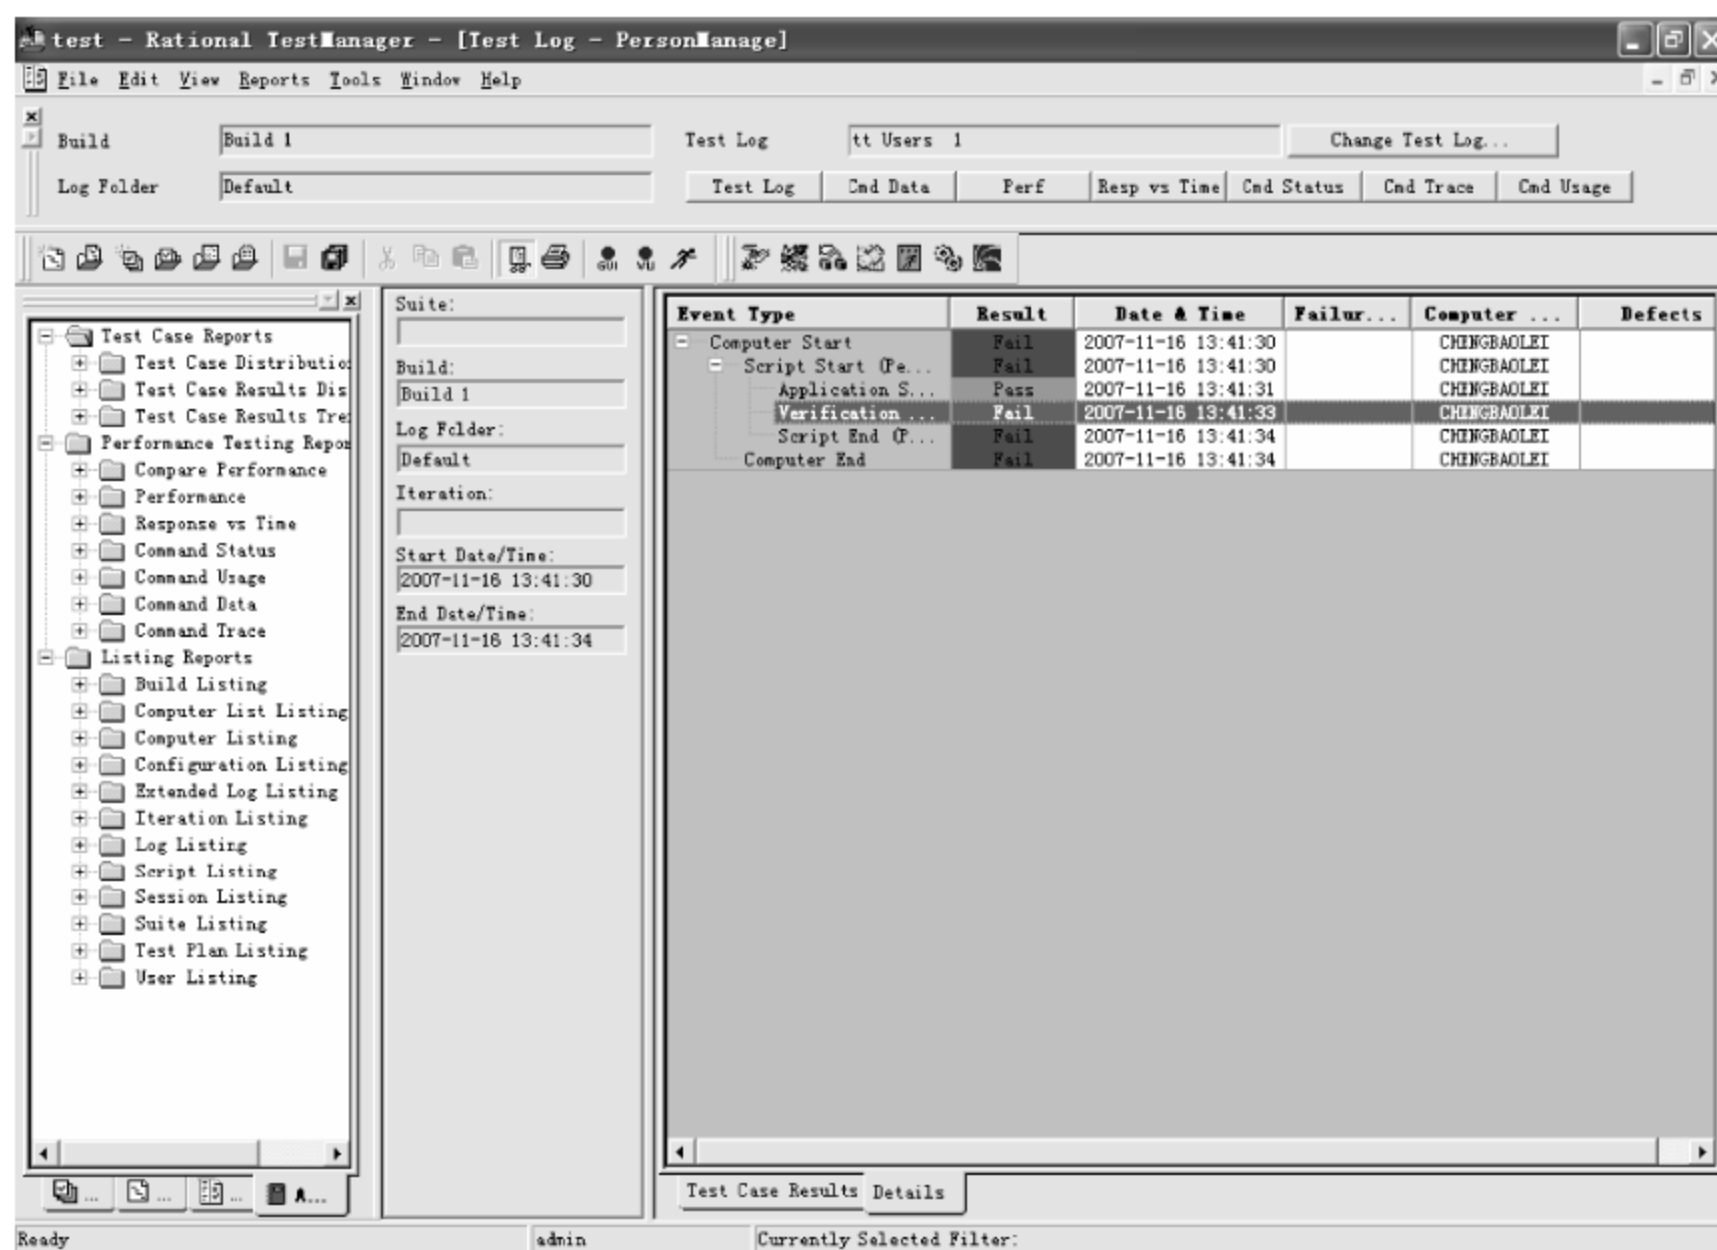 test - Rational TestManager - [Test Log - PersonManage]
File Edit View Reports Tools Window Help
Build Build 1 Test Log tt Users 1 Change Test Log...
Log Folder Default Test Log Cmd Data Perf Resp vs Time Cmd Status Cmd Trace Cmd Usage
GUI VU
Test Case Reports
Test Case Distributio
Test Case Results Dis
Test Case Results Tre
Performance Testing Repor
Compare Performance
Performance
Response vs Time
Command Status
Command Usage
Command Data
Command Trace
Listing Reports
Build Listing
Computer List Listing
Computer Listing
Configuration Listing
Extended Log Listing
Iteration Listing
Log Listing
Script Listing
Session Listing
Suite Listing
Test Plan Listing
User Listing
A...
Suite:
Build:
Build 1
Log Folder:
Default
Iteration:
Start Date/Time:
2007-11-16 13:41:30
End Date/Time:
2007-11-16 13:41:34
Event Type Result Date & Time Failur... Computer ... Defects
Computer Start Fail 2007-11-16 13:41:30 CHENGBAOLEI
Script Start (Pe... Fail 2007-11-16 13:41:30 CHENGBAOLEI
Application S... Pass 2007-11-16 13:41:31 CHENGBAOLEI
Verification ... Fail 2007-11-16 13:41:33 CHENGBAOLEI
Script End (P... Fail 2007-11-16 13:41:34 CHENGBAOLEI
Computer End Fail 2007-11-16 13:41:34 CHENGBAOLEI
Test Case Results Details
Ready admin Currently Selected Filter: